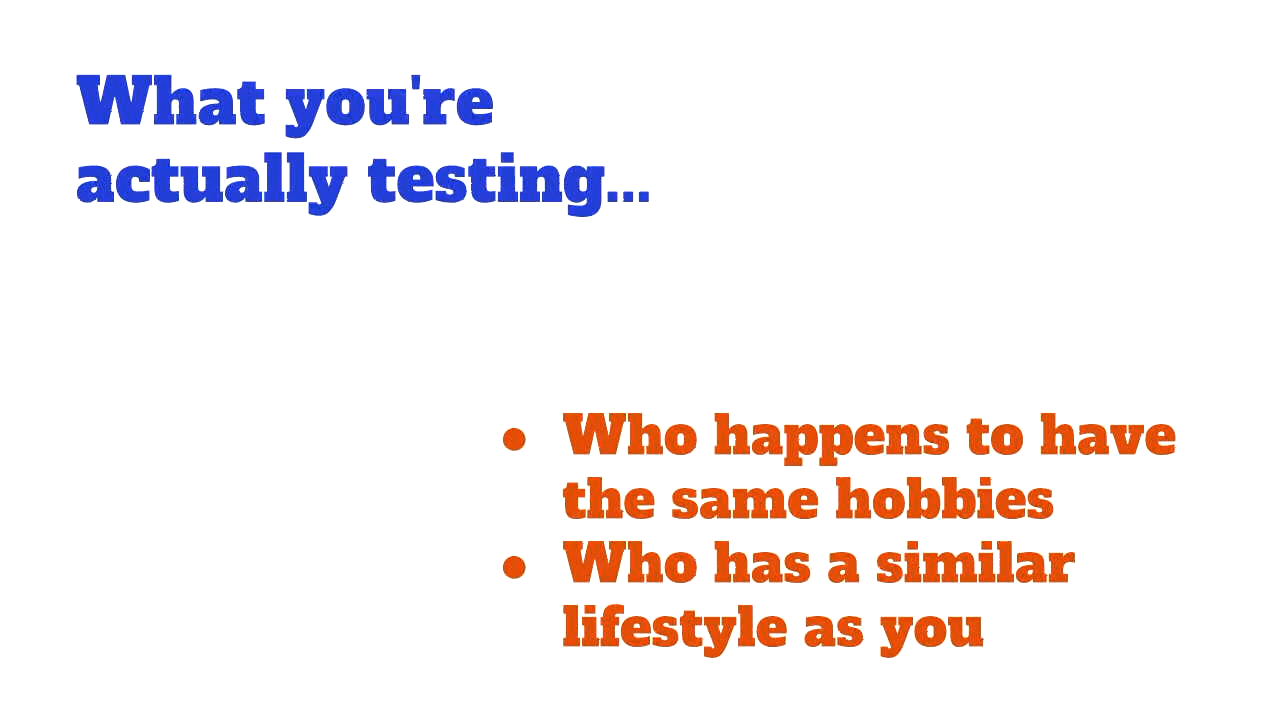 What you're
actually testing...
● Who happens to have
the same hobbies
● Who has a similar
lifestyle as you